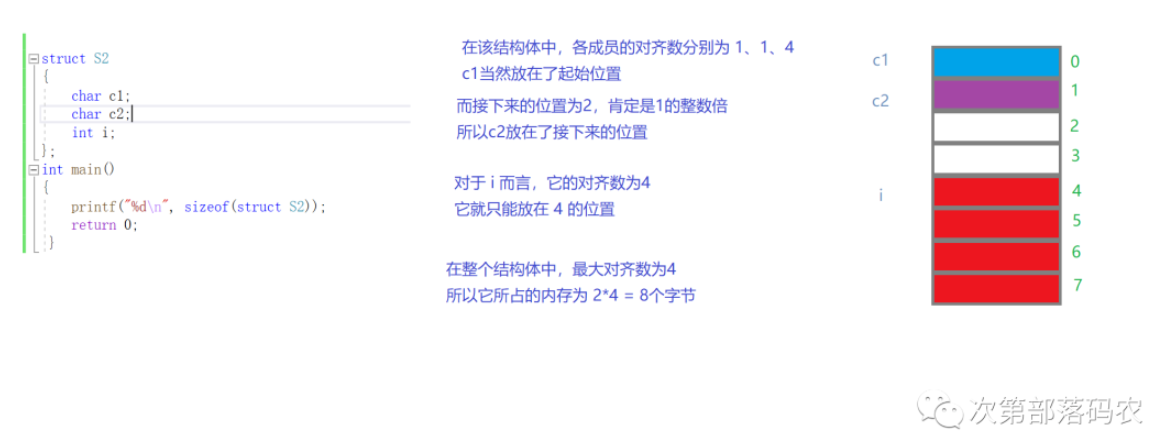 struct S2
{
char c1;
char c2;
int i;
};
int main()
{
printf("%d\n", sizeof(struct S2));
return 0;
}
在该结构体中，各成员的对齐数分别为 1、1、4
c1当然放在了起始位置
而接下来的位置为2，肯定是1的整数倍
所以c2放在了接下来的位置
对于 i 而言，它的对齐数为4
它就只能放在 4 的位置
在整个结构体中，最大对齐数为4
所以它所占的内存为 2*4 = 8个字节
c1 0
c2 1
2
3
i 4
5
6
7
次第部落码农